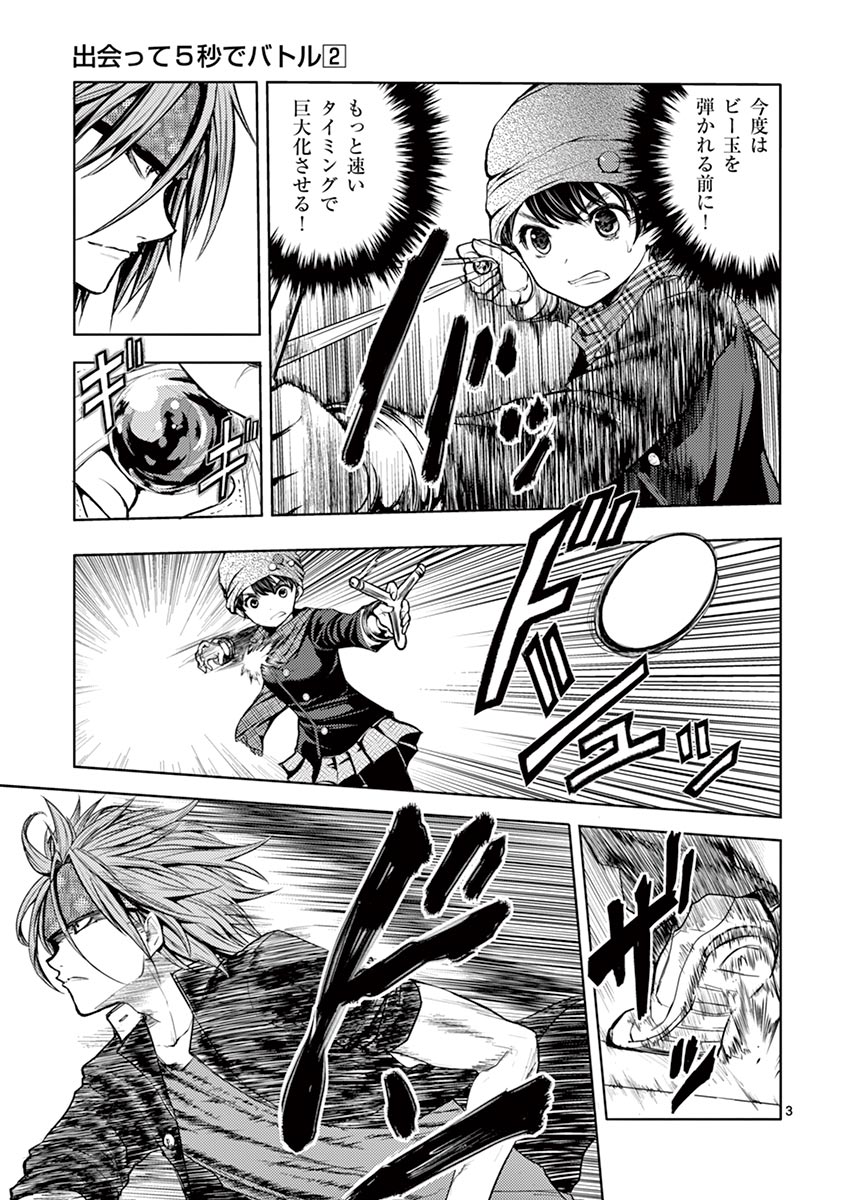 出会って5秒でバトル2
今度は
ビー玉を
弾かれる前に!
もっと速い
タイミングで
巨大化させる!
バッ
ギ
ギ
ドン
シュッ
ザッ
ドン
3